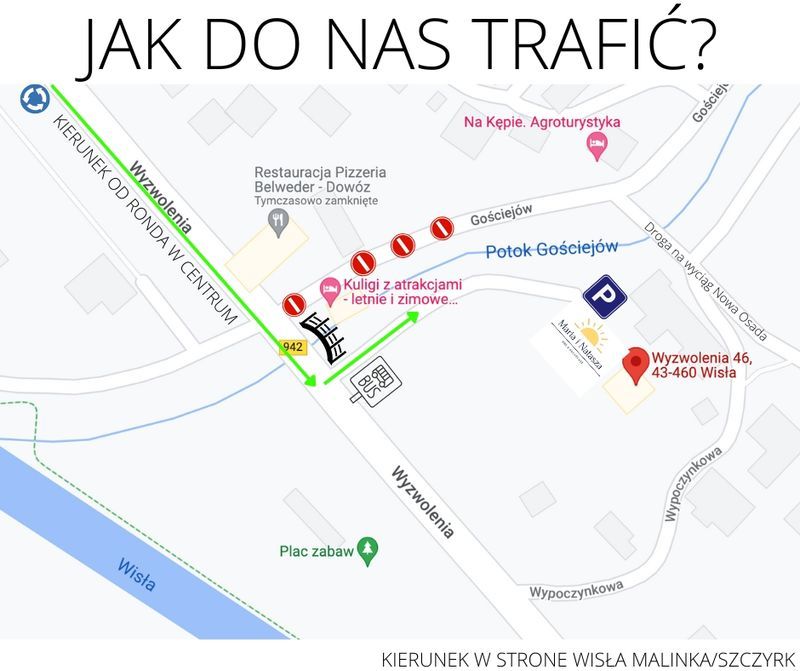 JAK DO NAS TRAFIĆ?
KIERUNEK OD RONDA W CENTRUM
Wyzwolenia
Restauracja Pizzeria
Belweder - Dowóz
Tymczasowo zamknięte
Na Kępie. Agroturystyka
Gościejów
Potok Gościejów
Droga na wyciąg Nowa Osada
Kuligi z atrakcjami
- letnie i zimowe...
942
BUS
P
Maria i Natasza
Wyzwolenia 46,
43-460 Wisła
Wyzwolenia
Wypoczynkowa
Plac zabaw
Wisła
Wypoczynkowa
KIERUNEK W STRONE WISŁA MALINKA/SZCZYRK